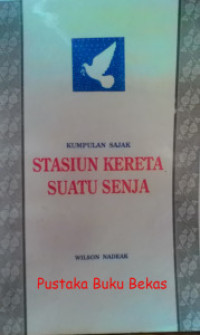 KUMPULAN SAJAK
STASIUN KERETA
SUATU SENJA
WILSON NADEAK
Pustaka Buku Bekas